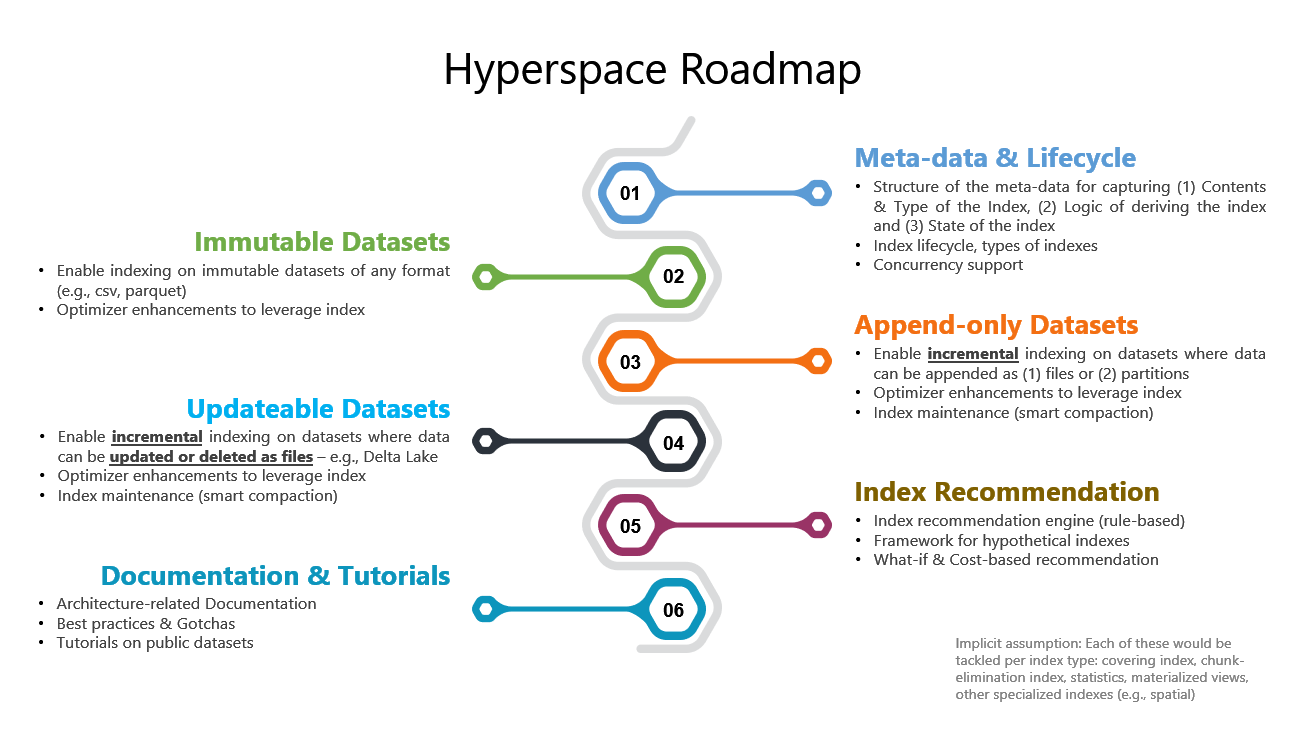 Hyperspace Roadmap
01
Meta-data & Lifecycle
• Structure of the meta-data for capturing (1) Contents
& Type of the Index, (2) Logic of deriving the index
and (3) State of the index
• Index lifecycle, types of indexes
• Concurrency support
02
Immutable Datasets
• Enable indexing on immutable datasets of any format
(e.g., csv, parquet)
• Optimizer enhancements to leverage index
03
Append-only Datasets
• Enable incremental indexing on datasets where data
can be appended as (1) files or (2) partitions
• Optimizer enhancements to leverage index
• Index maintenance (smart compaction)
04
Updateable Datasets
• Enable incremental indexing on datasets where data
can be updated or deleted as files – e.g., Delta Lake
• Optimizer enhancements to leverage index
• Index maintenance (smart compaction)
05
Index Recommendation
• Index recommendation engine (rule-based)
• Framework for hypothetical indexes
• What-if & Cost-based recommendation
06
Documentation & Tutorials
• Architecture-related Documentation
• Best practices & Gotchas
• Tutorials on public datasets
Implicit assumption: Each of these would be
tackled per index type: covering index, chunk-
elimination index, statistics, materialized views,
other specialized indexes (e.g., spatial)